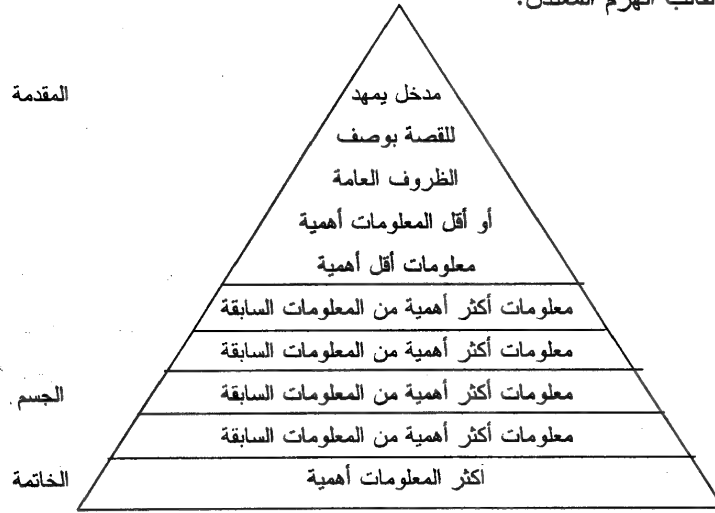 قالب الهرم المعتدل:
المقدمة
مدخل يمهد
للقصة بوصف
الظروف العامة
أو أقل المعلومات أهمية
معلومات أقل أهمية
معلومات أكثر أهمية من المعلومات السابقة
معلومات أكثر أهمية من المعلومات السابقة
الجسم
معلومات أكثر أهمية من المعلومات السابقة
معلومات أكثر أهمية من المعلومات السابقة
الخاتمة
اكثر المعلومات أهمية